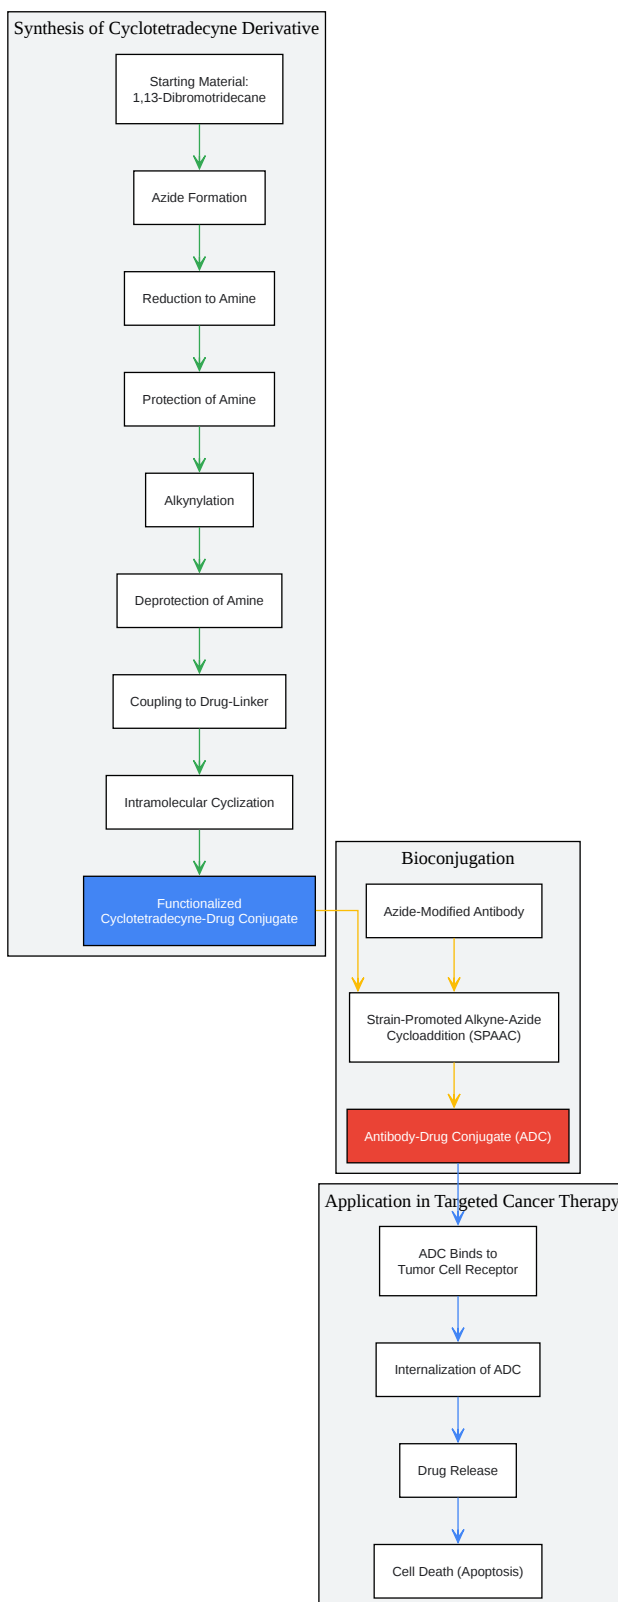 Synthesis of Cyclotetradecyne Derivative
Starting Material:
1,13-Dibromotridecane
Azide Formation
Reduction to Amine
Protection of Amine
Alkynylation
Deprotection of Amine
Coupling to Drug-Linker
Intramolecular Cyclization
Functionalized
Cyclotetradecyne-Drug Conjugate
Bioconjugation
Azide-Modified Antibody
Strain-Promoted Alkyne-Azide
Cycloaddition (SPAAC)
Antibody-Drug Conjugate (ADC)
Application in Targeted Cancer Therapy
ADC Binds to
Tumor Cell Receptor
Internalization of ADC
Drug Release
Cell Death (Apoptosis)